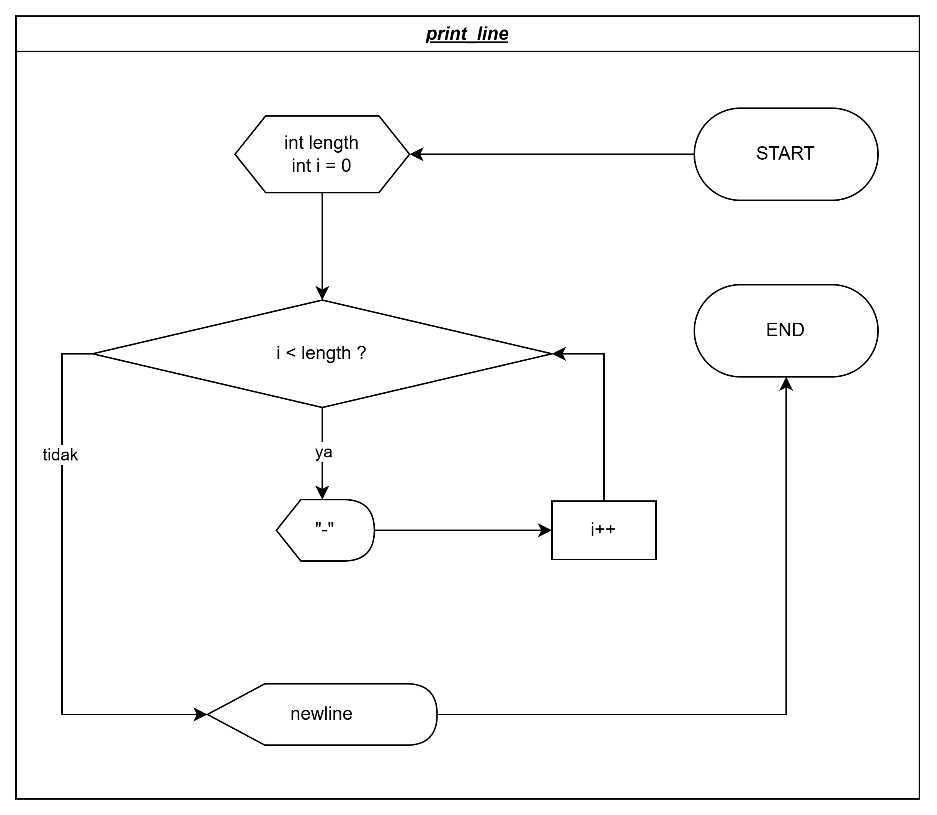 print_line
START
int length
int i = 0
i < length ?
tidak
ya
"-"
i++
newline
END